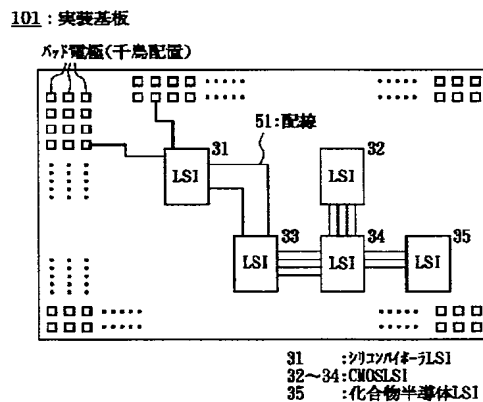 101:実装基板
パッド電極(千鳥配置)
51:配線
31
LSI
32
LSI
33
LSI
34
LSI
35
LSI
31 :シリコンバイポーラLSI
32〜34:CMOSLSI
35 :化合物半導体LSI